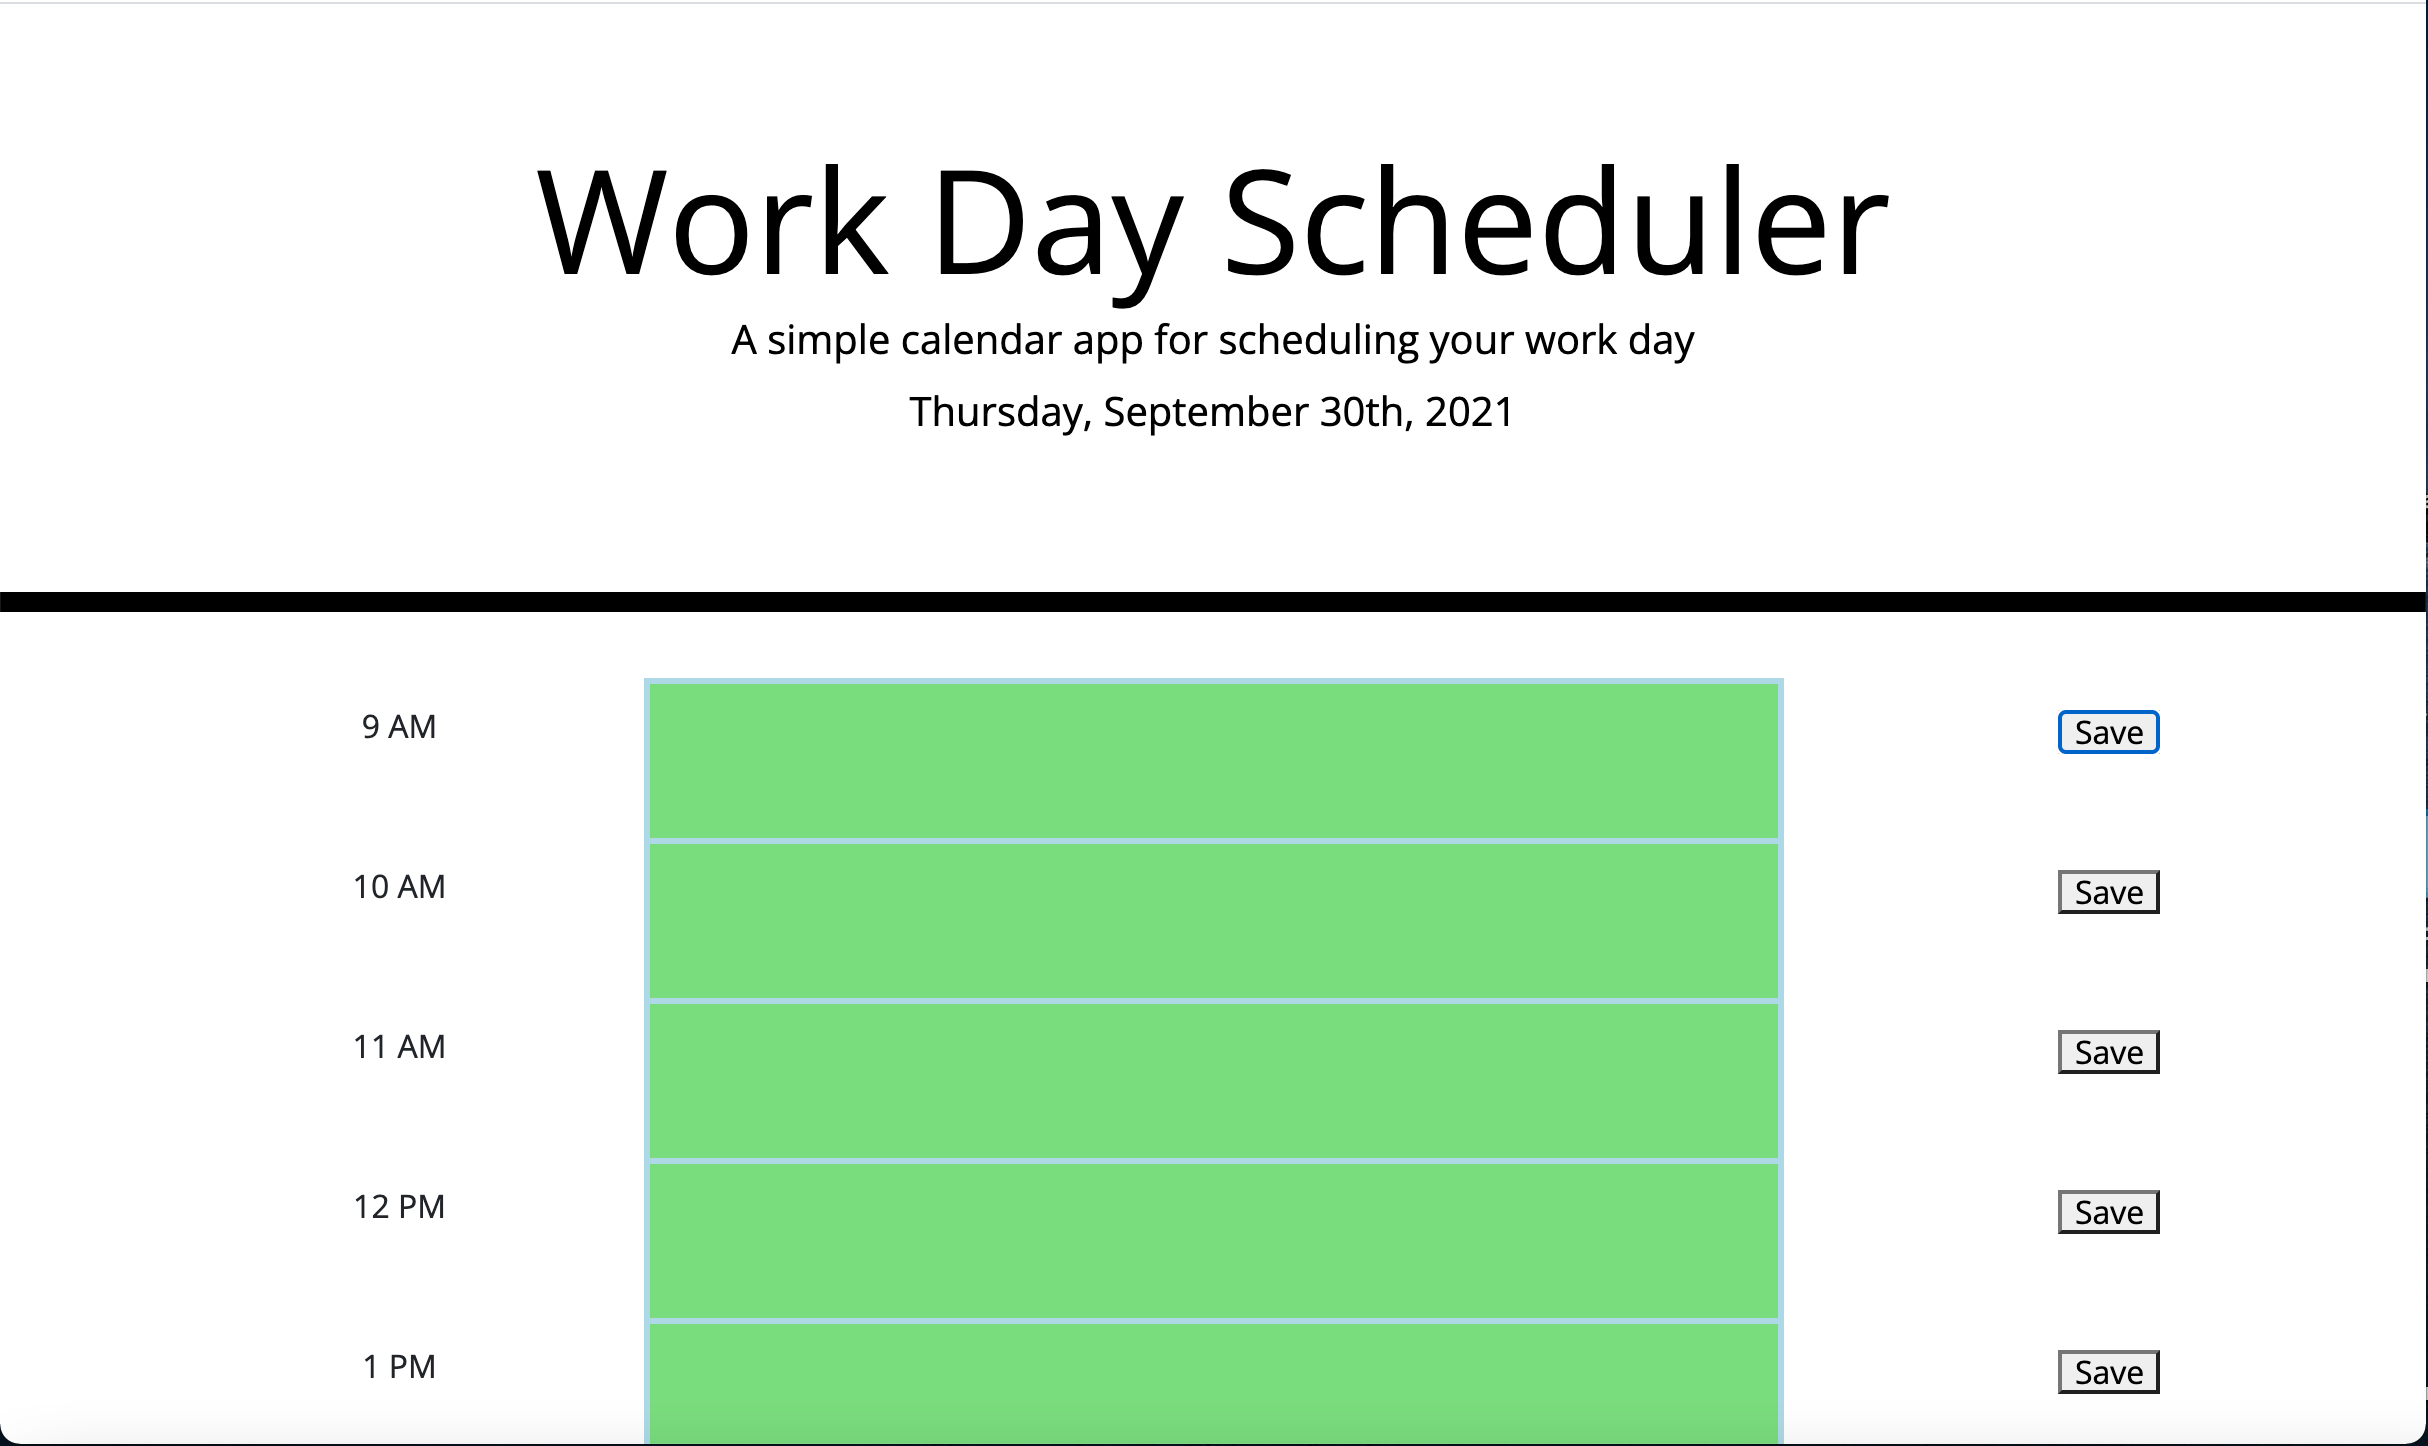 Work Day Scheduler
A simple calendar app for scheduling your work day
Thursday, September 30th, 2021
9 AM
Save
10 AM
Save
11 AM
Save
12 PM
Save
1 PM
Save